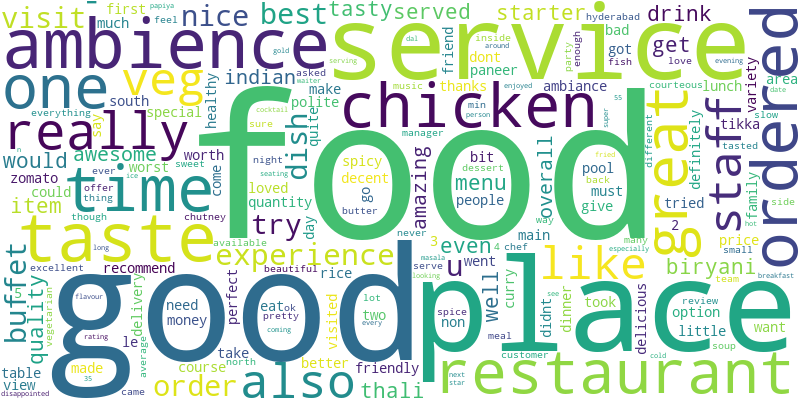 food
good
place
service
ambience
chicken
restaurant
taste
time
great
ordered
staff
really
one
veg
also
like
nice
best
visit
experience
try
order
buffet
menu
biryani
dish
quality
even
well
u
thali
would
awesome
item
tasty
served
starter
drink
get
indian
amazing
overall
paneer
tikka
delicious
option
little
went
took
main
dinner
curry
people
bit
pool
must
give
tried
2
price
family
definitely
variety
area
lunch
thanks
ambiance
dont
friend
love
got
bad
fish
hyderabad
party
enough
inside
around
dal
serving
enjoyed
evening
courteous
slow
tasted
different
min
person
manager
music
55
super
polite
quite
make
healthy
special
south
everything
much
first
papiya
feel
gold
asked
waiter
cocktail
sure
night
seating
loved
quantity
day
come
worth
worst
sweet
zomato
could
ever
offer
thing
say
though
n
ice
chutney
spicy
decent
go
butter
dessert
back
fried
way
chef
4
3
never
many
especially
small
hot
side
date
breakfast
team
review
want
soup
cold
see
didnt
customer
next
star
meal
non
spice
looking
masala
serve
rice
beautiful
available
long
recommend
excellent
5
vegetarian
delivery
average
need
money
flavour
rating
35
made
table
view
came
disappointed
le
course
take
north
better
visited
perfect
eat
ok
pretty
coming
lot
two
every
friendly